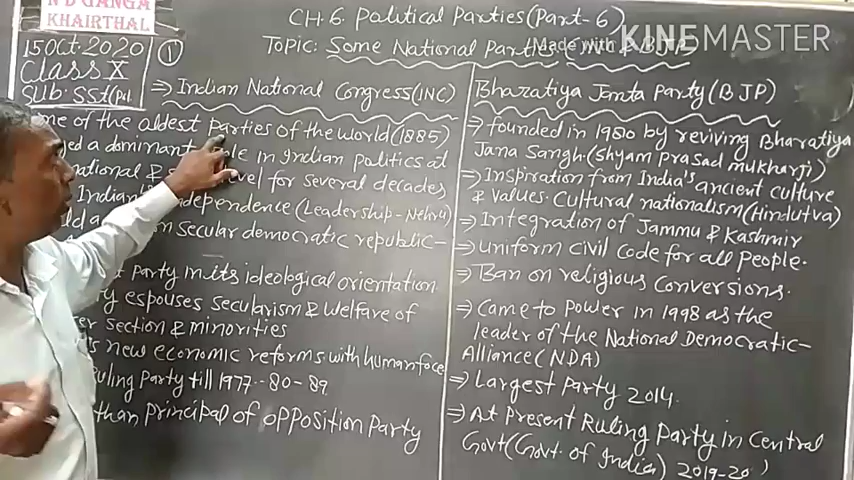 N D GANGA
KHAIRTHAL
15 Oct. 2020
Class X
Sub: SSt (Pol.
①
CH. 6. Political Parties (Part-6)
Topic: Some National Parties
Made with KINEMASTER
⇒ Indian National Congress (INC)
one of the oldest parties of the world (1885)
a dominant role in Indian politics at
national & for several decades
Indian independence (Leadership - Nehru)
secular democratic republic-
party in its ideological orientation
espouses secularism & welfare of
section & minorities
new economic reforms with human face
Ruling Party till 1977--80-89
than principal of opposition Party
Bharatiya Janta Party (BJP)
⇒ founded in 1980 by reviving Bharatiya
Jana Sangh (Shyam Prasad Mukharji)
⇒ Inspiration from India's ancient culture
& values. Cultural nationalism (Hindutva)
⇒ Integration of Jammu & Kashmir
⇒ uniform civil code for all people.
⇒ Ban on religious conversions.
⇒ Came to Power in 1998 as the
leader of the National Democratic-
Alliance (NDA)
⇒ Largest Party 2014.
⇒ At Present Ruling Party in Central
Govt (Govt. of India) 2019-20